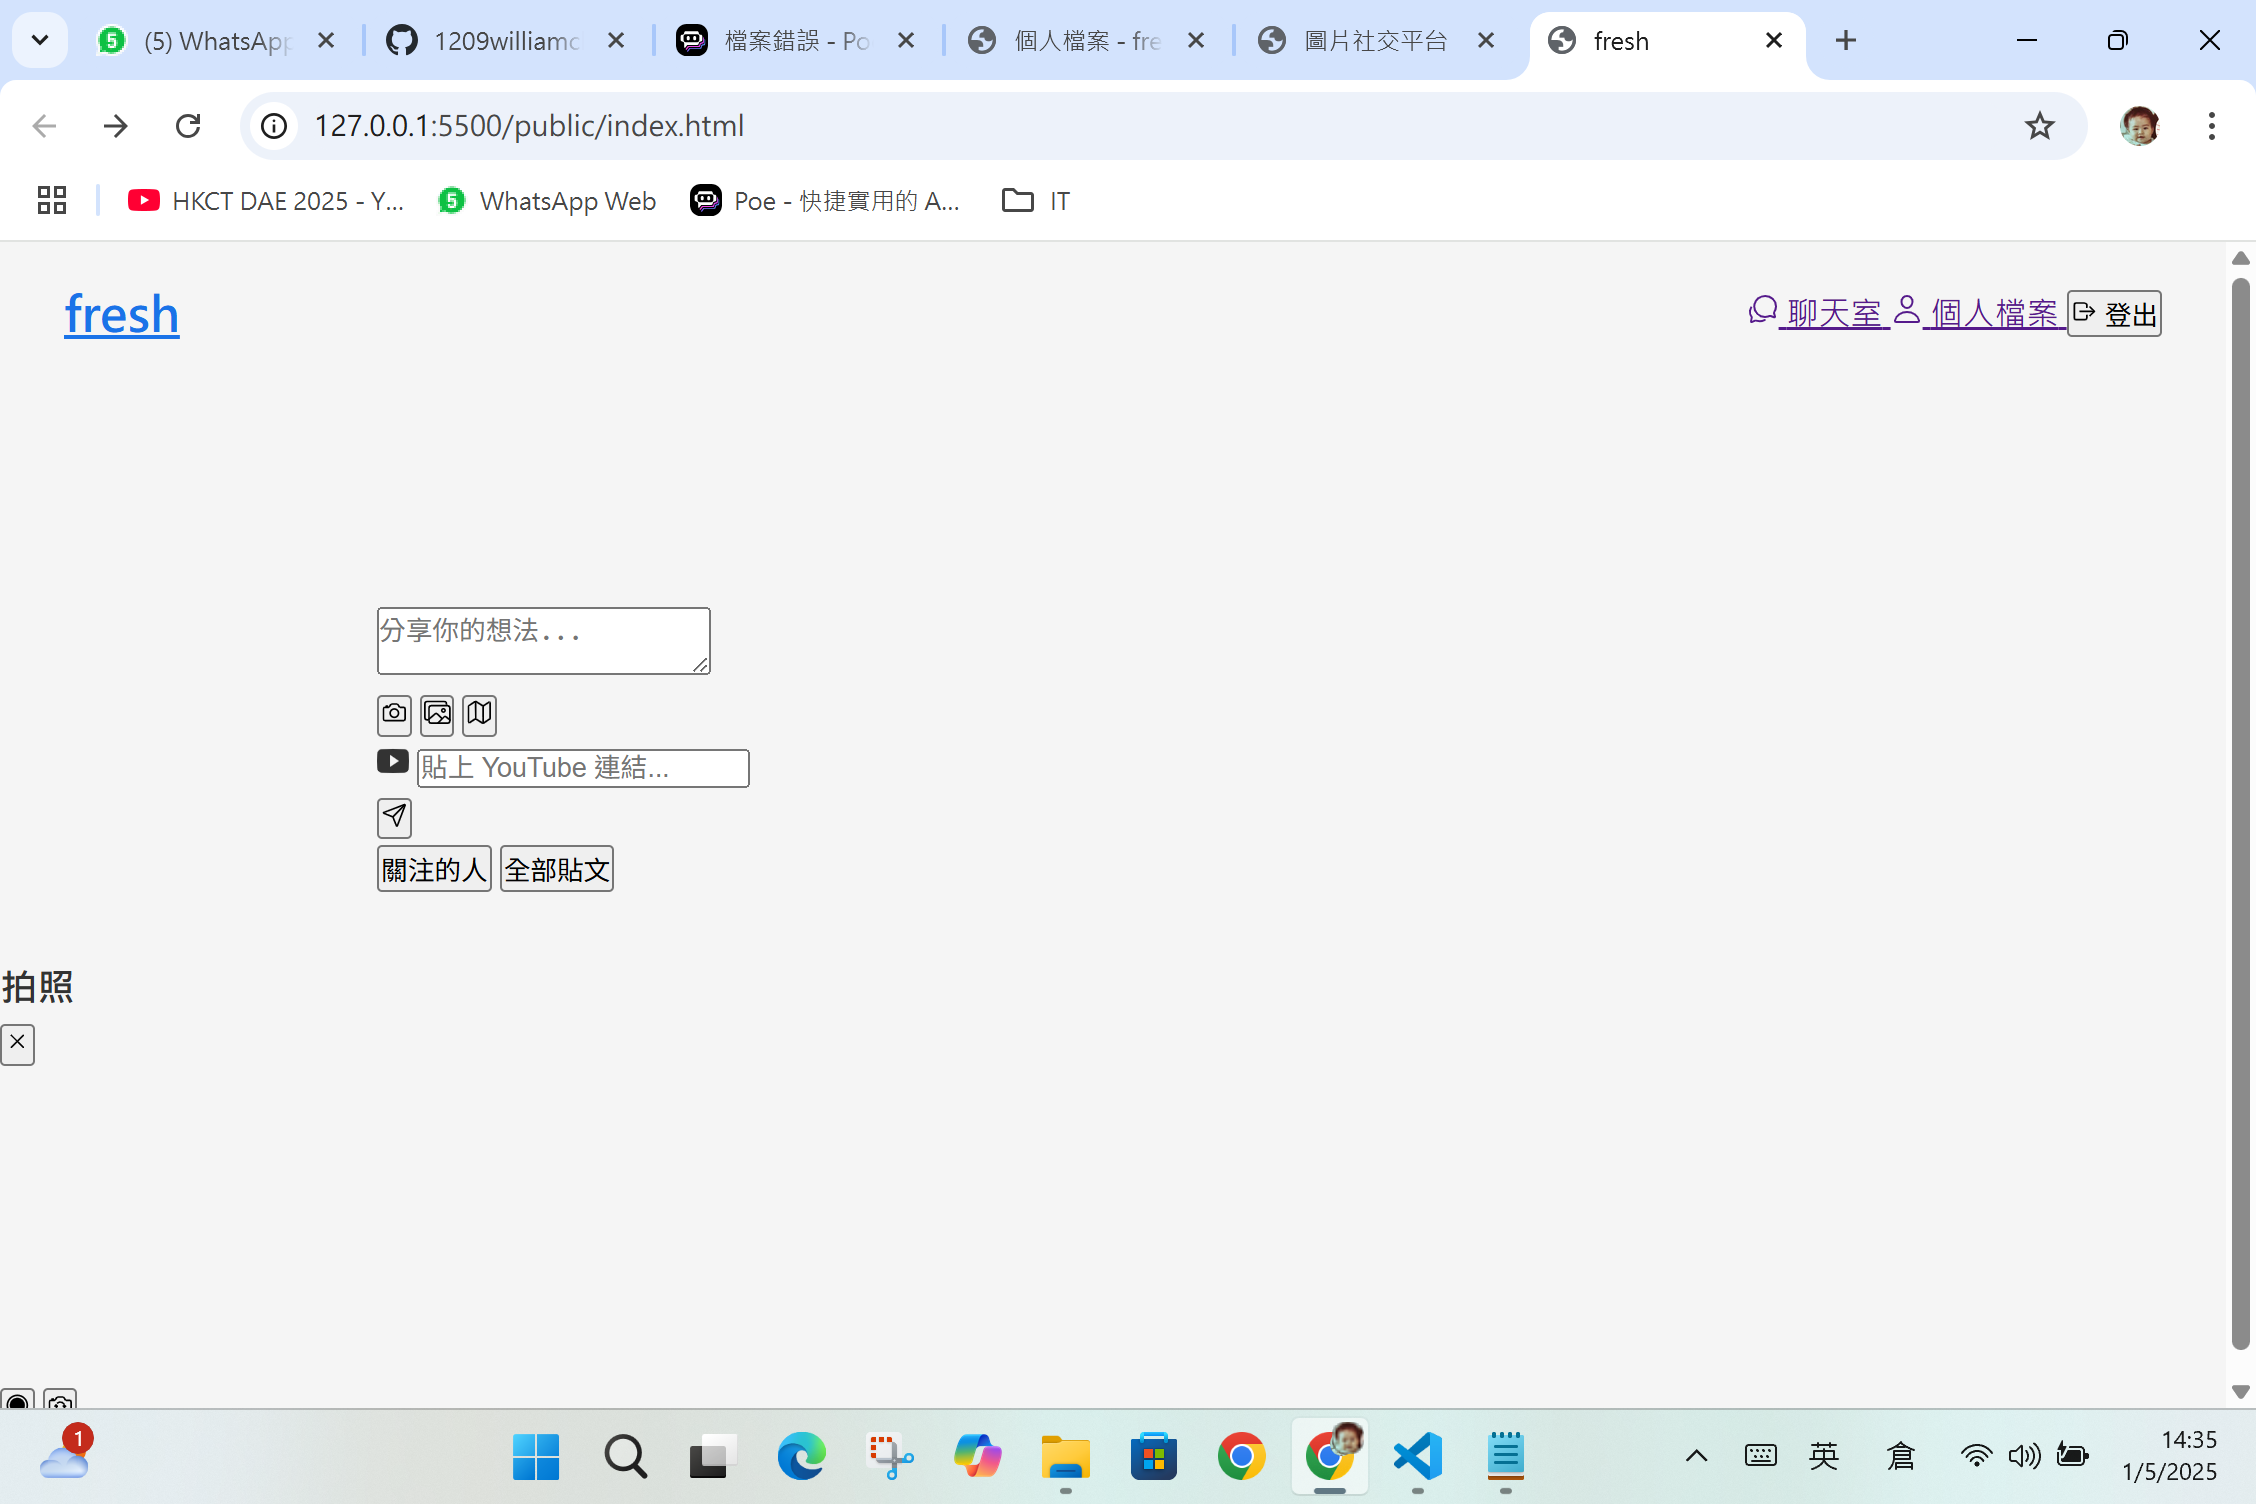 (5) WhatsApp
1209williamc
檔案錯誤 - Po
個人檔案 - fre
圖片社交平台
fresh
127.0.0.1:5500/public/index.html
HKCT DAE 2025 - Y...
WhatsApp Web
Poe - 快捷實用的 A...
IT
fresh
聊天室 個人檔案 登出
分享你的想法...
貼上 YouTube 連結...
關注的人 全部貼文
拍照
1
英 倉
14:35
1/5/2025